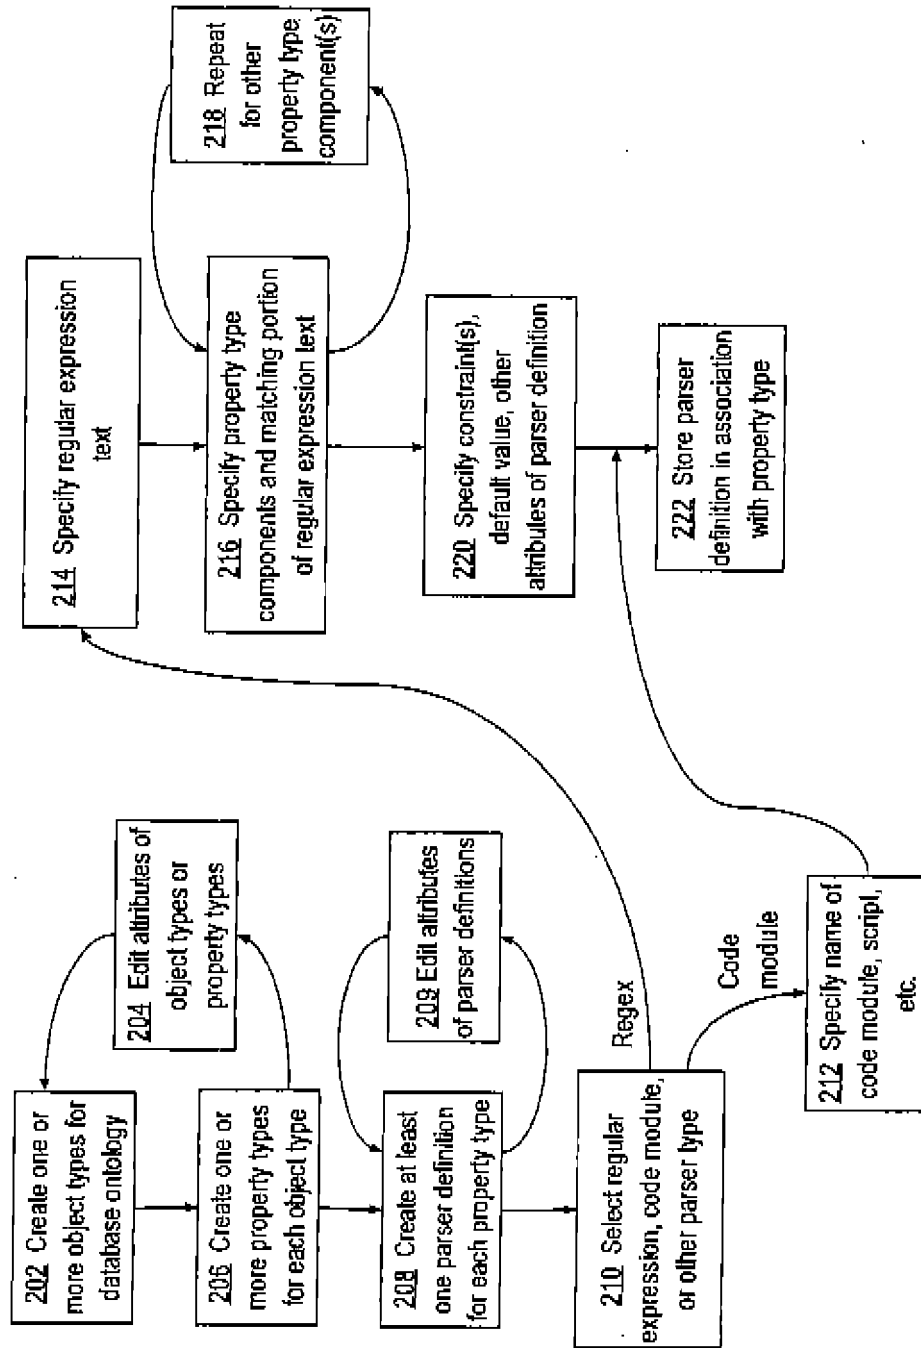 202 Create one or
more object types for
database ontology
204 Edit attributes of
object types or
property types
206 Create one or
more property types
for each object type
208 Create at least
one parser definition
for each property type
209 Edit attributes
of parser definitions
210 Select regular
expression, code module,
or other parser type
Regex
Code
module
212 Specify name of
code module, script,
etc.
214 Specify regular expression
text
216 Specify property type
components and matching portion
of regular expression text
218 Repeat
for other
property type
component(s)
220 Specify constraint(s),
default value, other
attributes of parser definition
222 Store parser
definition in association
with property type